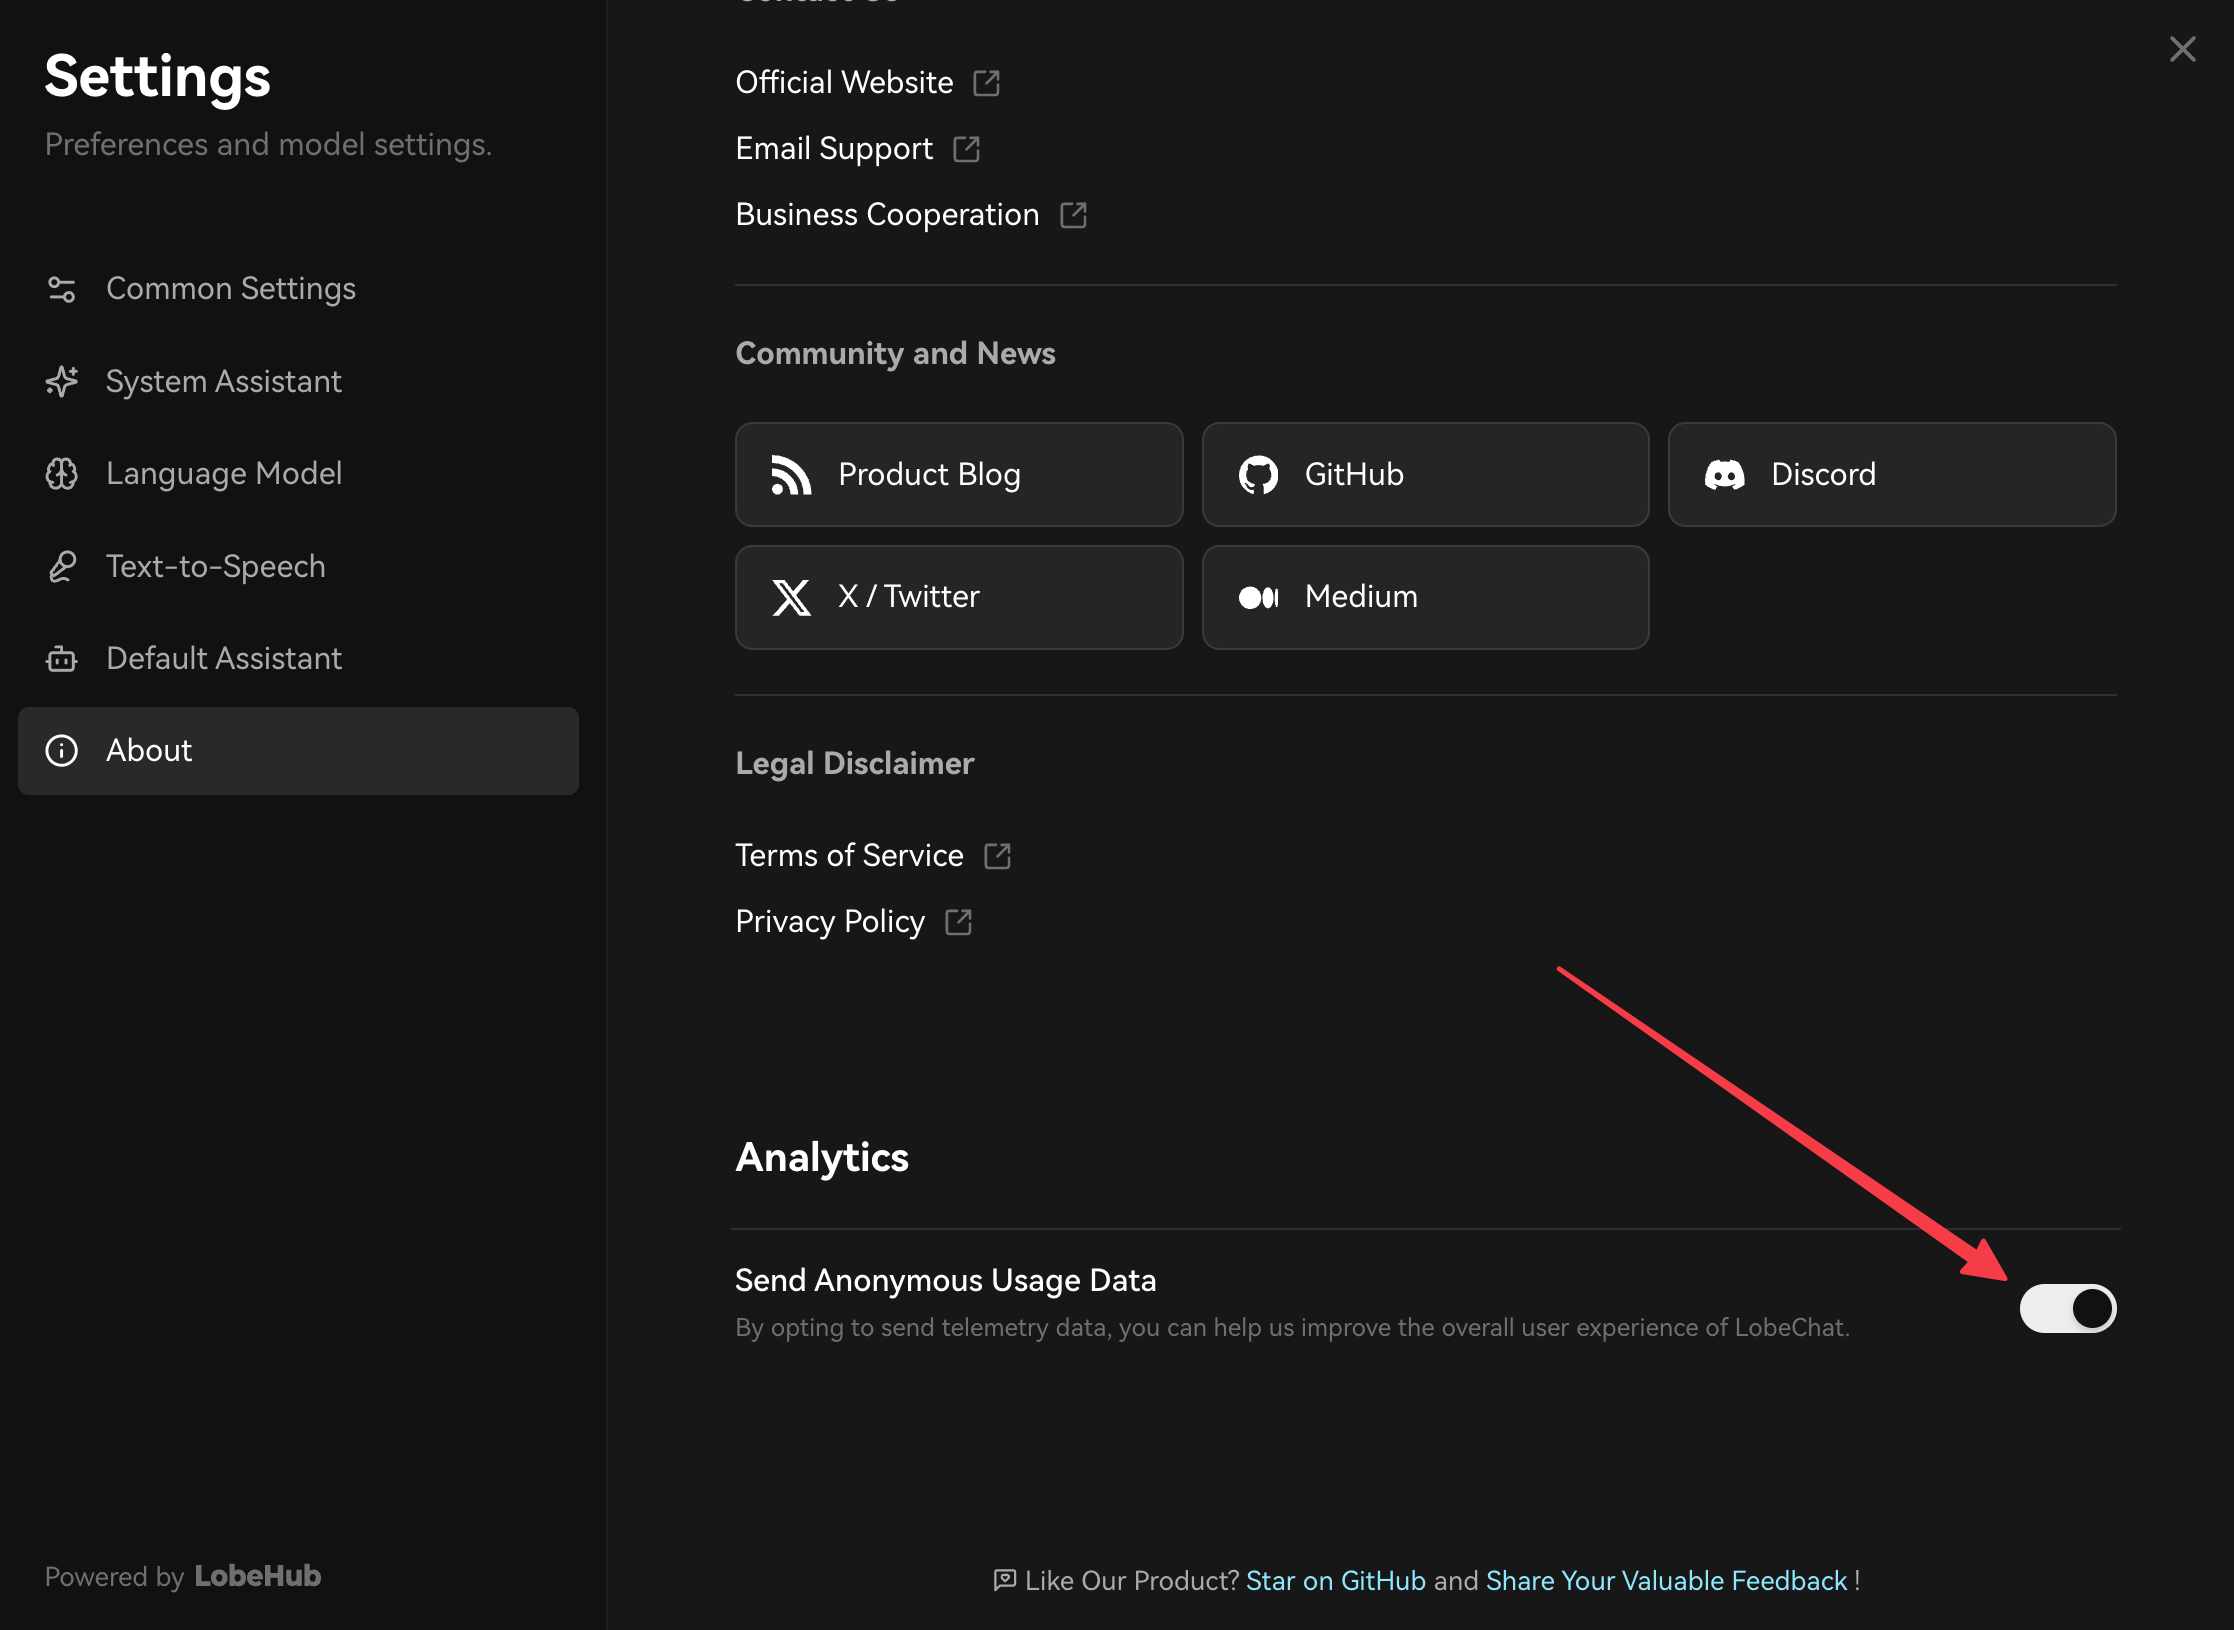 Settings
Preferences and model settings.
Common Settings
System Assistant
Language Model
Text-to-Speech
Default Assistant
About
Powered by LobeHub
Official Website
Email Support
Business Cooperation
Community and News
Product Blog
GitHub
Discord
X / Twitter
Medium
Legal Disclaimer
Terms of Service
Privacy Policy
Analytics
Send Anonymous Usage Data
By opting to send telemetry data, you can help us improve the overall user experience of LobeChat.
Like Our Product? Star on GitHub and Share Your Valuable Feedback !